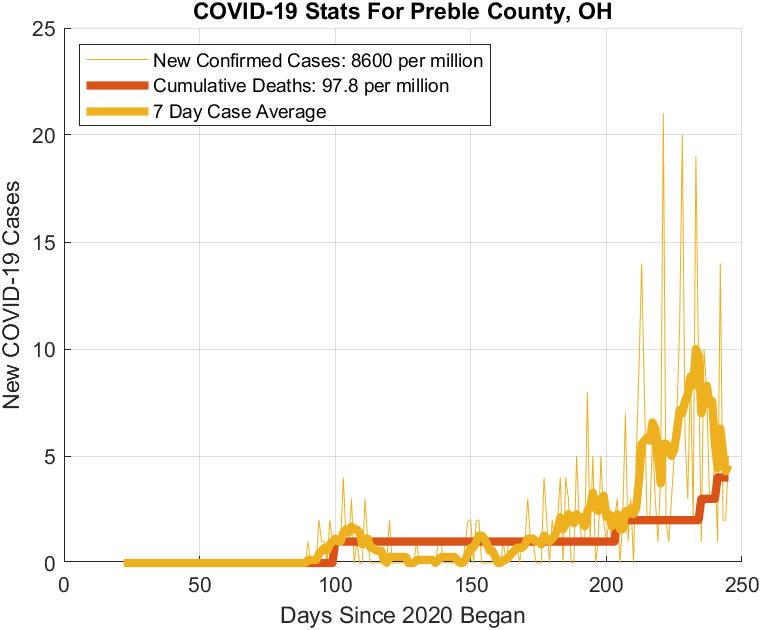 COVID-19 Stats For Preble County, OH
25
New Confirmed Cases: 8600 per million
Cumulative Deaths: 97.8 per million
7 Day Case Average
20
15
10
5
0
New COVID-19 Cases
0 50 100 150 200 250
Days Since 2020 Began